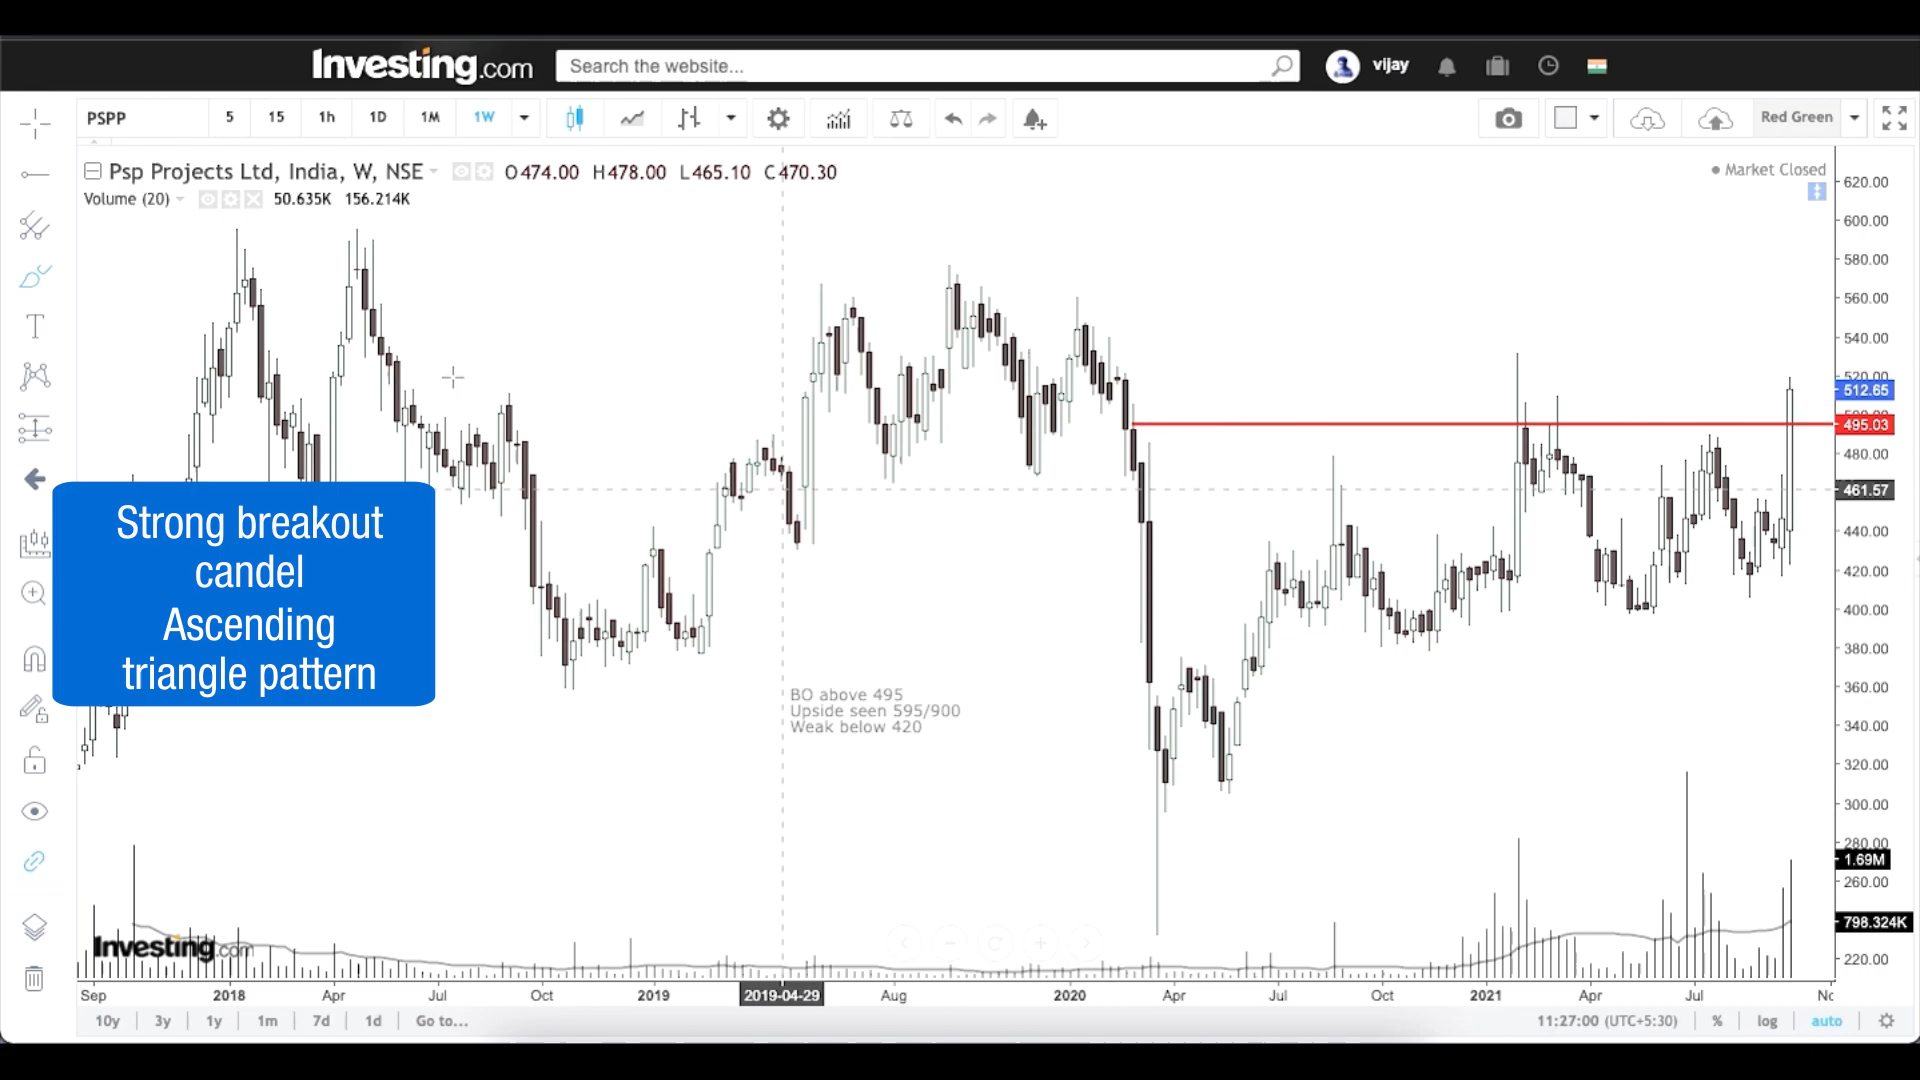 Investing.com
Search the website...
vijay
PSPP
5
15
1h
1D
1M
1W
Red Green
Psp Projects Ltd, India, W, NSE
O474.00 H478.00 L465.10 C470.30
Market Closed
Volume (20)
50.635K 156.214K
620.00
600.00
580.00
560.00
540.00
520.00
512.65
495.03
480.00
461.57
440.00
420.00
400.00
380.00
360.00
340.00
320.00
300.00
280.00
1.69M
260.00
798.324K
220.00
Strong breakout
candel
Ascending
triangle pattern
BO above 495
Upside seen 595/900
Weak below 420
Investing.com
Sep
2018
Apr
Jul
Oct
2019
2019-04-29
Aug
2020
Apr
Jul
Oct
2021
Apr
Jul
10y
3y
1y
1m
7d
1d
Go to...
11:27:00 (UTC+5:30)
%
log
auto